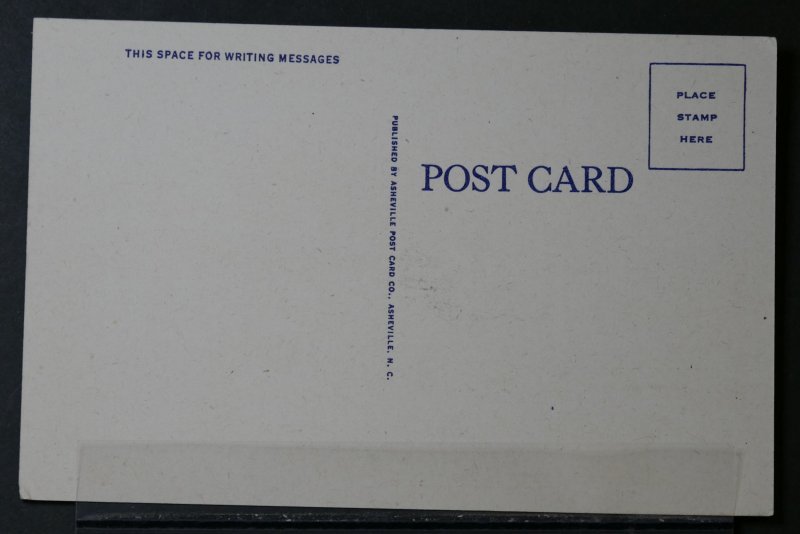 THIS SPACE FOR WRITING MESSAGES
PUBLISHED BY ASHEVILLE POST CARD CO., ASHEVILLE, N. C.
POST CARD
PLACE
STAMP
HERE